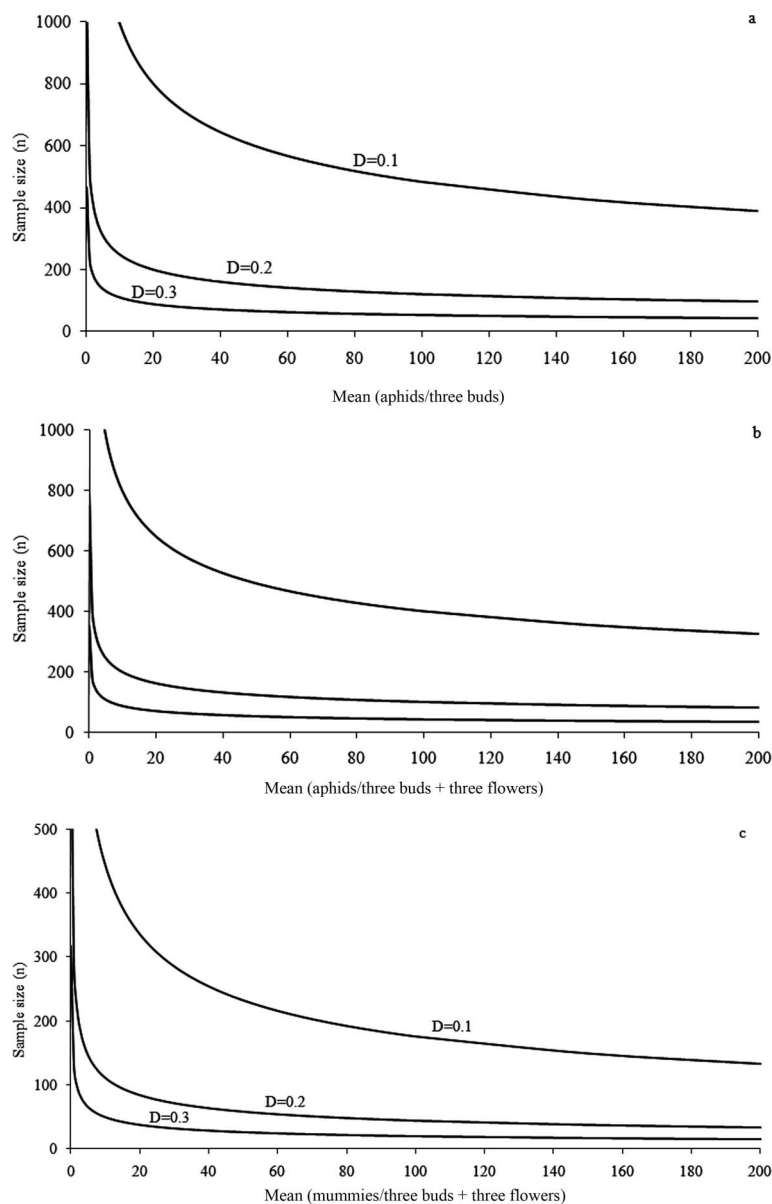 a
1000
800
600
400
200
0
Sample size (n)
D=0.1
D=0.2
D=0.3
0 20 40 60 80 100 120 140 160 180 200
Mean (aphids/three buds)
b
1000
800
600
400
200
0
Sample size (n)
0 20 40 60 80 100 120 140 160 180 200
Mean (aphids/three buds + three flowers)
c
500
400
300
200
100
0
Sample size (n)
D=0.1
D=0.2
D=0.3
0 20 40 60 80 100 120 140 160 180 200
Mean (mummies/three buds + three flowers)